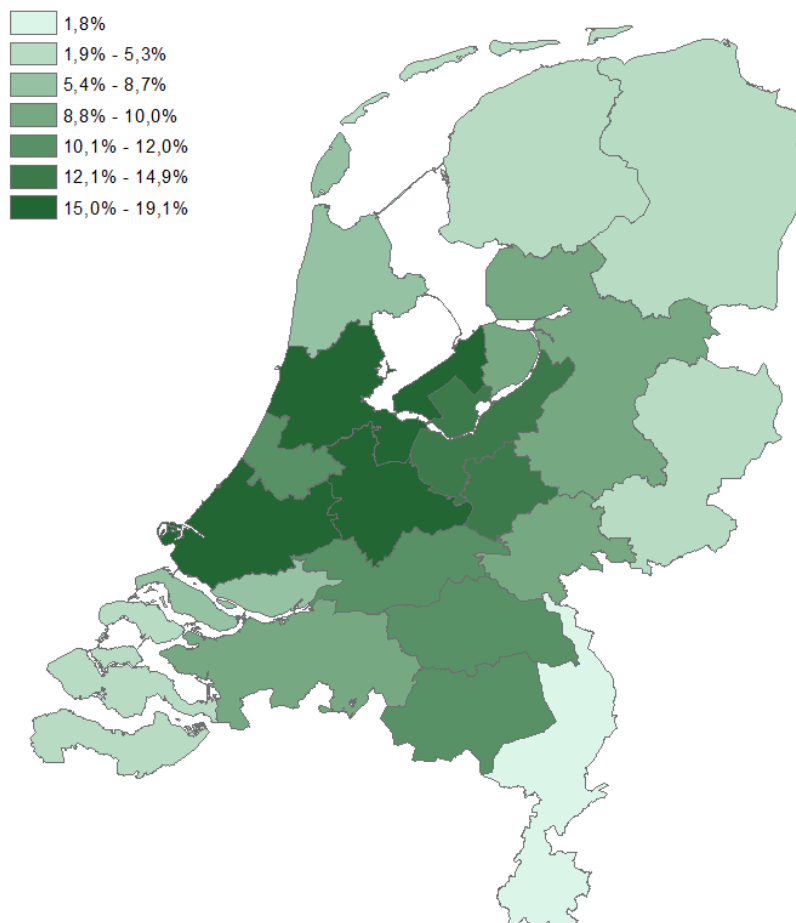 1,8%
1,9% - 5,3%
5,4% - 8,7%
8,8% - 10,0%
10,1% - 12,0%
12,1% - 14,9%
15,0% - 19,1%